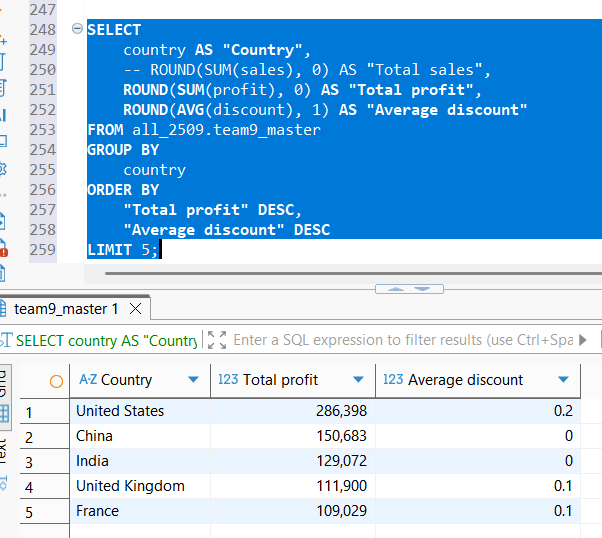 247
248 SELECT
249 country AS "Country",
250 -- ROUND(SUM(sales), 0) AS "Total sales",
251 ROUND(SUM(profit), 0) AS "Total profit",
252 ROUND(AVG(discount), 1) AS "Average discount"
253 FROM all_2509.team9_master
254 GROUP BY
255 country
256 ORDER BY
257 "Total profit" DESC,
258 "Average discount" DESC
259 LIMIT 5;
team9_master 1
SELECT country AS "Country Enter a SQL expression to filter results (use Ctrl+Spa
Grid
Text
A-Z Country 123 Total profit 123 Average discount
1 United States 286,398 0.2
2 China 150,683 0
3 India 129,072 0
4 United Kingdom 111,900 0.1
5 France 109,029 0.1